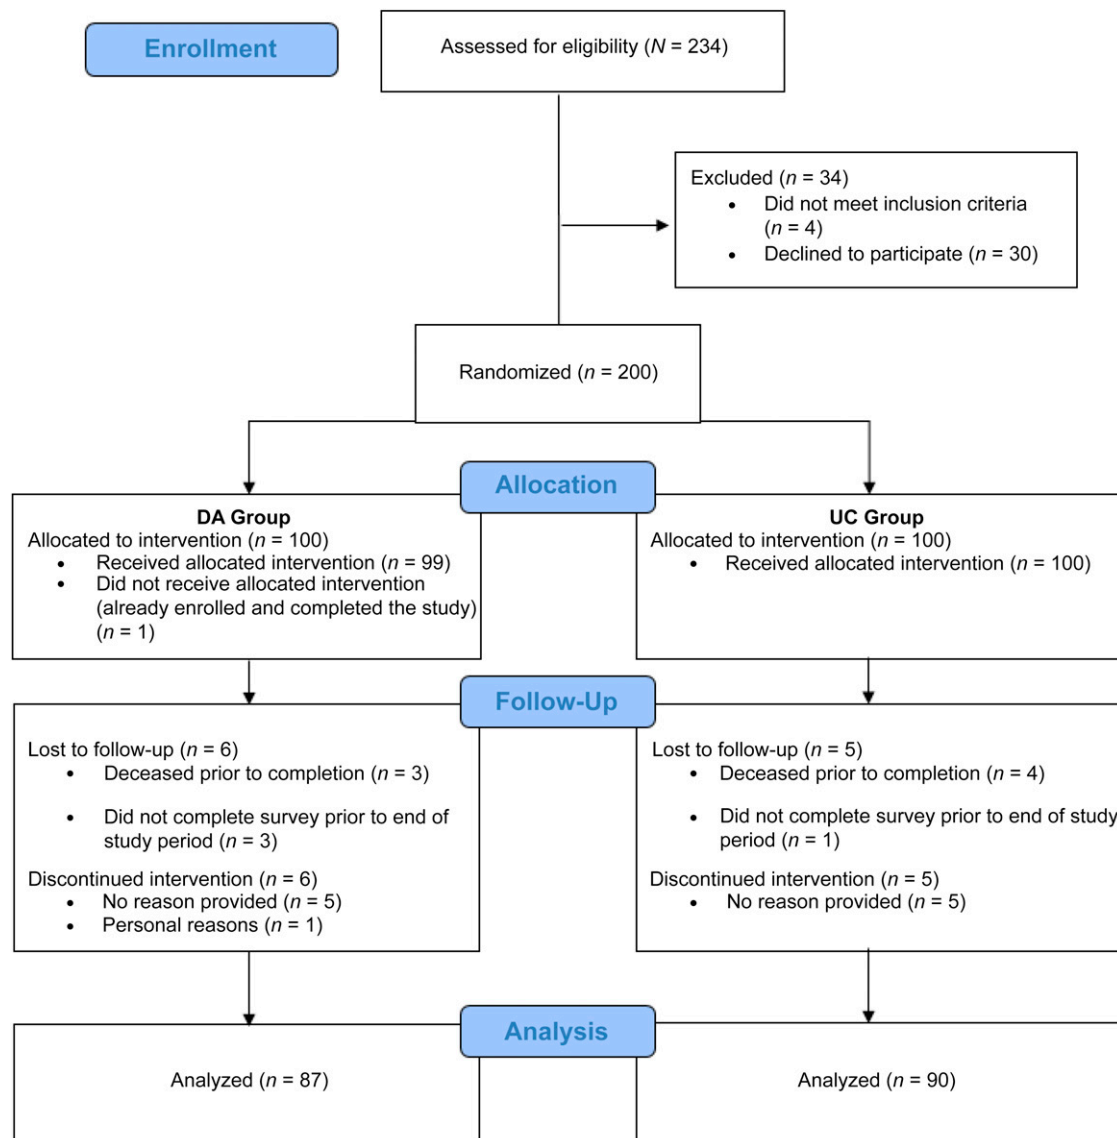 Enrollment
Assessed for eligibility (N = 234)
Excluded (n = 34)
• Did not meet inclusion criteria
(n = 4)
• Declined to participate (n = 30)
Randomized (n = 200)
Allocation
DA Group
Allocated to intervention (n = 100)
• Received allocated intervention (n = 99)
• Did not receive allocated intervention
(already enrolled and completed the study)
(n = 1)
UC Group
Allocated to intervention (n = 100)
• Received allocated intervention (n = 100)
Follow-Up
Lost to follow-up (n = 6)
• Deceased prior to completion (n = 3)
• Did not complete survey prior to end of
study period (n = 3)
Discontinued intervention (n = 6)
• No reason provided (n = 5)
• Personal reasons (n = 1)
Lost to follow-up (n = 5)
• Deceased prior to completion (n = 4)
• Did not complete survey prior to end of study
period (n = 1)
Discontinued intervention (n = 5)
• No reason provided (n = 5)
Analysis
Analyzed (n = 87)
Analyzed (n = 90)